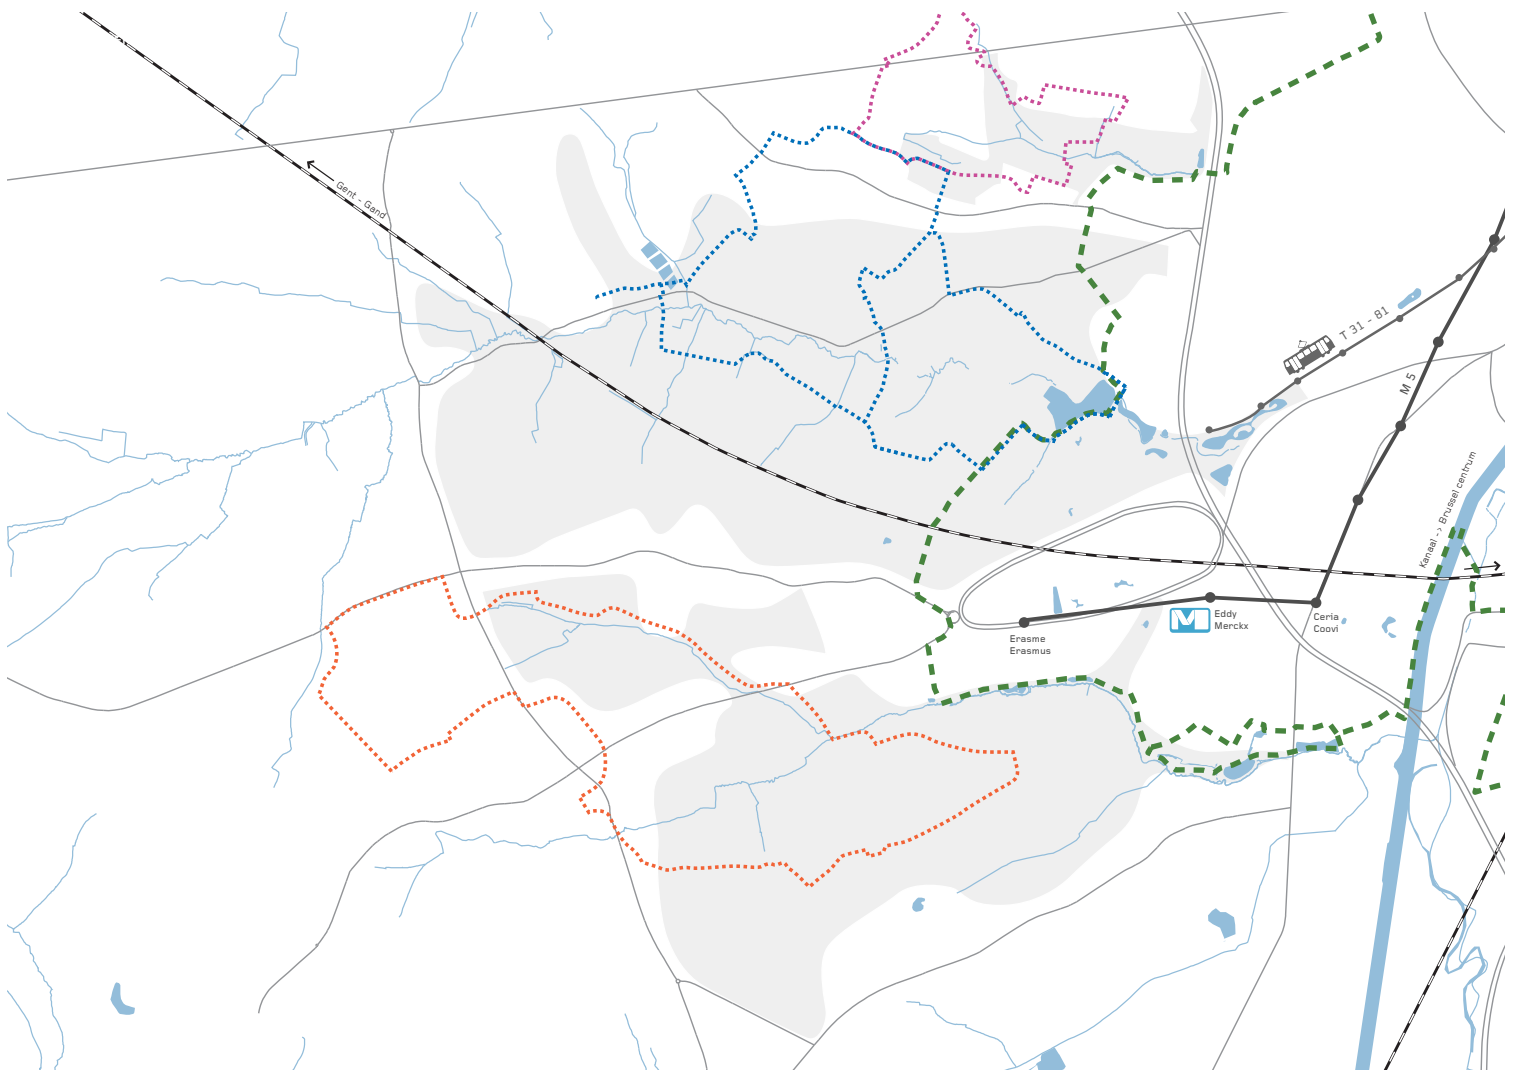 Gent - Gand
T 31 - 81
M 5
Kanaal -> Brussel centrum
Eddy
Merckx
Ceria
Coovi
Erasme
Erasmus